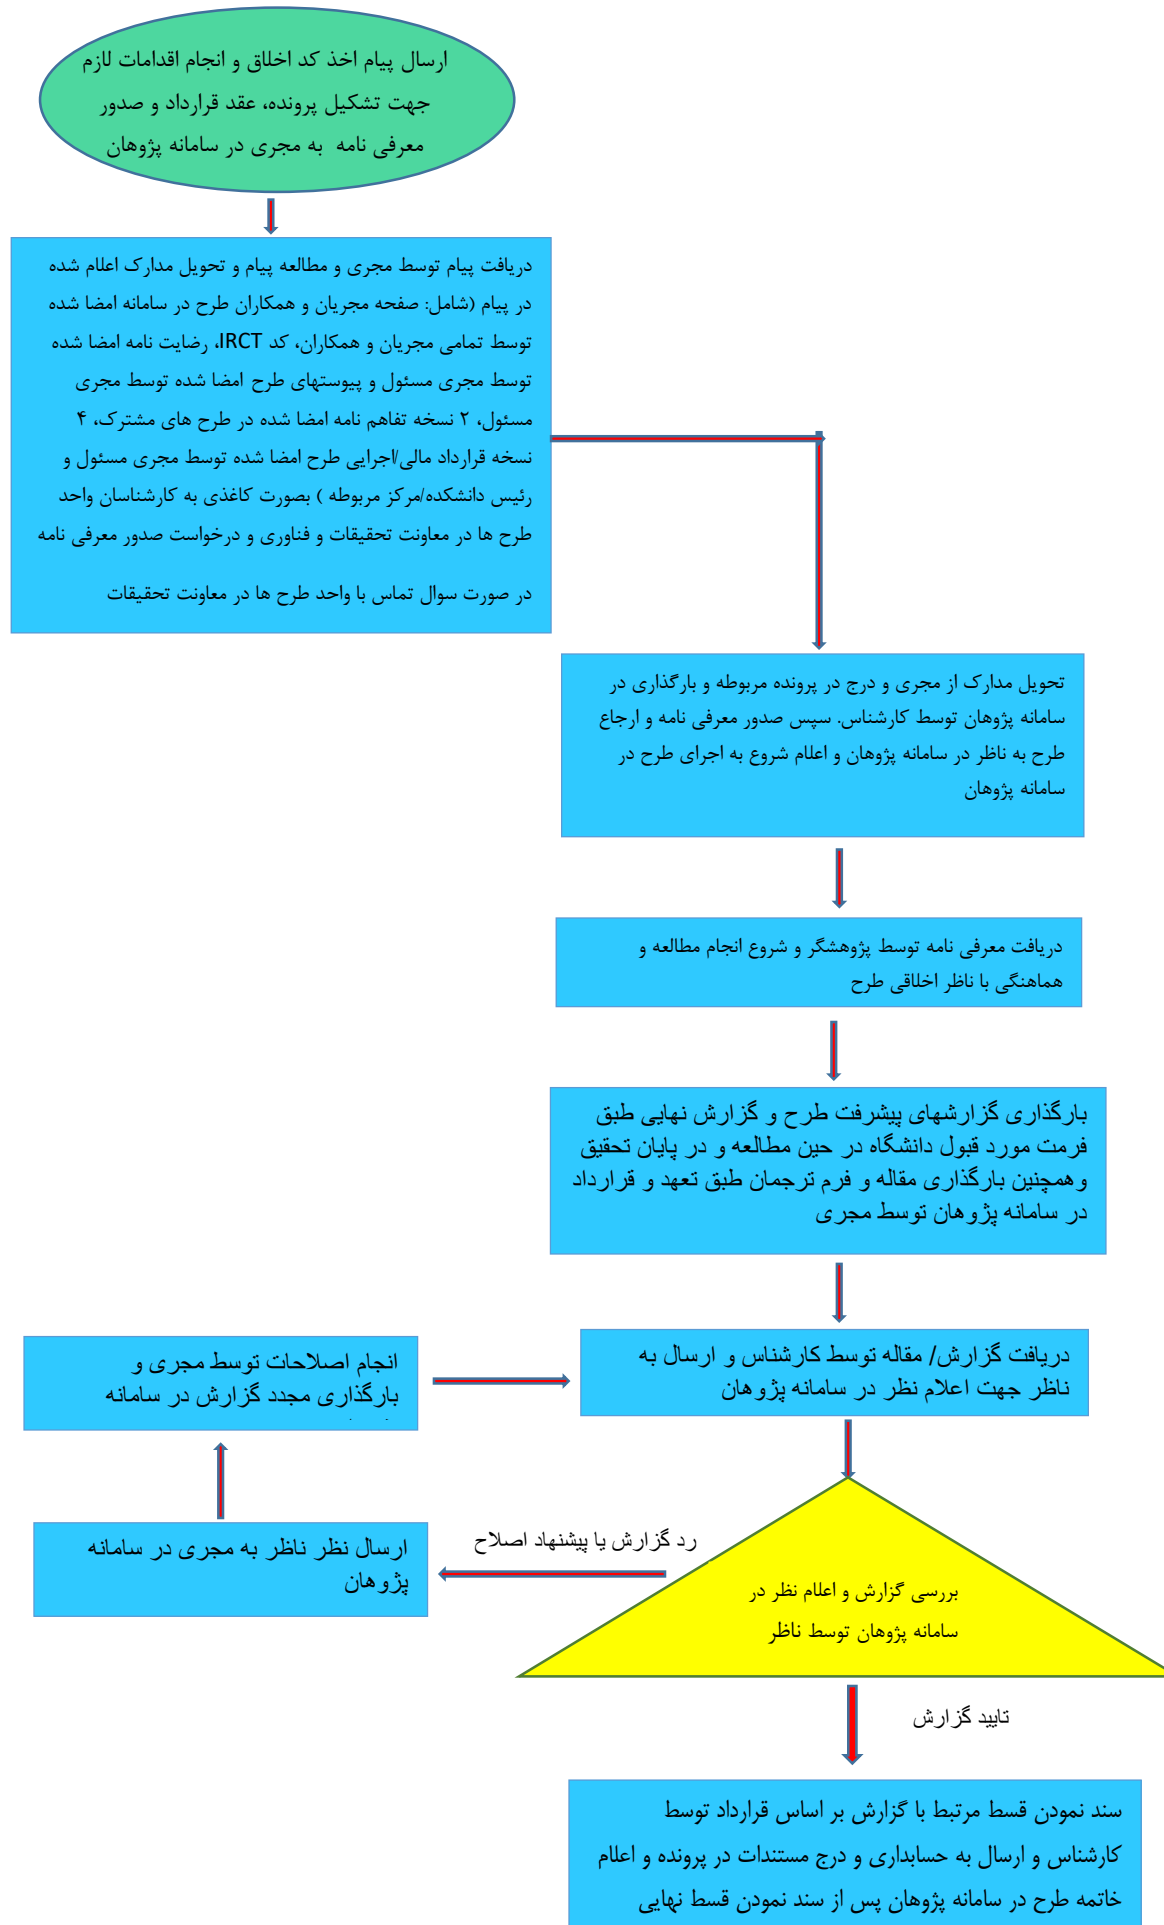 ارسال پیام اخذ کد اخلاق و انجام اقدامات لازم
جهت تشکیل پرونده، عقد قرارداد و صدور
معرفی نامه به مجری در سامانه پژوهان
دریافت پیام توسط مجری و مطالعه پیام و تحویل مدارک اعلام شده
در پیام (شامل: صفحه مجریان و همکاران طرح در سامانه امضا شده
توسط تمامی مجریان و همکاران، کد IRCT، رضایت نامه امضا شده
توسط مجری مسئول و پیوستهای طرح امضا شده توسط مجری
مسئول، ۲ نسخه تفاهم نامه امضا شده در طرح های مشترک، ۴
نسخه قرارداد مالی/اجرایی طرح امضا شده توسط مجری مسئول و
رئیس دانشکده/مرکز مربوطه ) بصورت کاغذی به کارشناسان واحد
طرح ها در معاونت تحقیقات و فناوری و درخواست صدور معرفی نامه
در صورت سوال تماس با واحد طرح ها در معاونت تحقیقات
تحویل مدارک از مجری و درج در پرونده مربوطه و بارگذاری در
سامانه پژوهان توسط کارشناس. سپس صدور معرفی نامه و ارجاع
طرح به ناظر در سامانه پژوهان و اعلام شروع به اجرای طرح در
سامانه پژوهان
دریافت معرفی نامه توسط پژوهشگر و شروع انجام مطالعه و
هماهنگی با ناظر اخلاقی طرح
بارگذاری گزارشهای پیشرفت طرح و گزارش نهایی طبق
فرمت مورد قبول دانشگاه در حین مطالعه و در پایان تحقیق
وهمچنین بارگذاری مقاله و فرم ترجمان طبق تعهد و قرارداد
در سامانه پژوهان توسط مجری
دریافت گزارش/ مقاله توسط کارشناس و ارسال به
ناظر جهت اعلام نظر در سامانه پژوهان
انجام اصلاحات توسط مجری و
بارگذاری مجدد گزارش در سامانه
ارسال نظر ناظر به مجری در سامانه
پژوهان
رد گزارش یا پیشنهاد اصلاح
بررسی گزارش و اعلام نظر در
سامانه پژوهان توسط ناظر
تایید گزارش
سند نمودن قسط مرتبط با گزارش بر اساس قرارداد توسط
کارشناس و ارسال به حسابداری و درج مستندات در پرونده و اعلام
خاتمه طرح در سامانه پژوهان پس از سند نمودن قسط نهایی